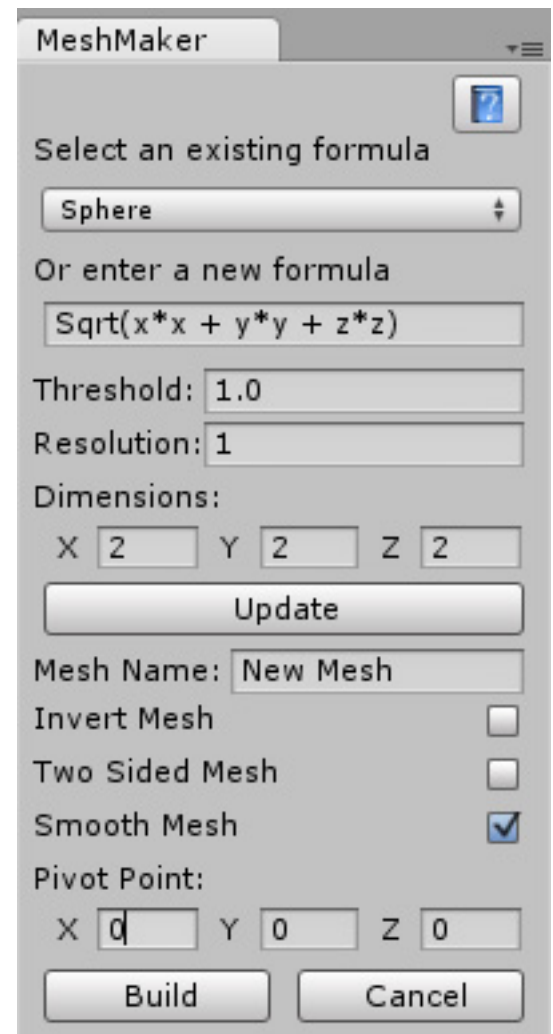 MeshMaker
?
Select an existing formula
Sphere
Or enter a new formula
Sqrt(x*x + y*y + z*z)
Threshold: 1.0
Resolution: 1
Dimensions:
X 2 Y 2 Z 2
Update
Mesh Name: New Mesh
Invert Mesh
Two Sided Mesh
Smooth Mesh
Pivot Point:
X 0 Y 0 Z 0
Build Cancel